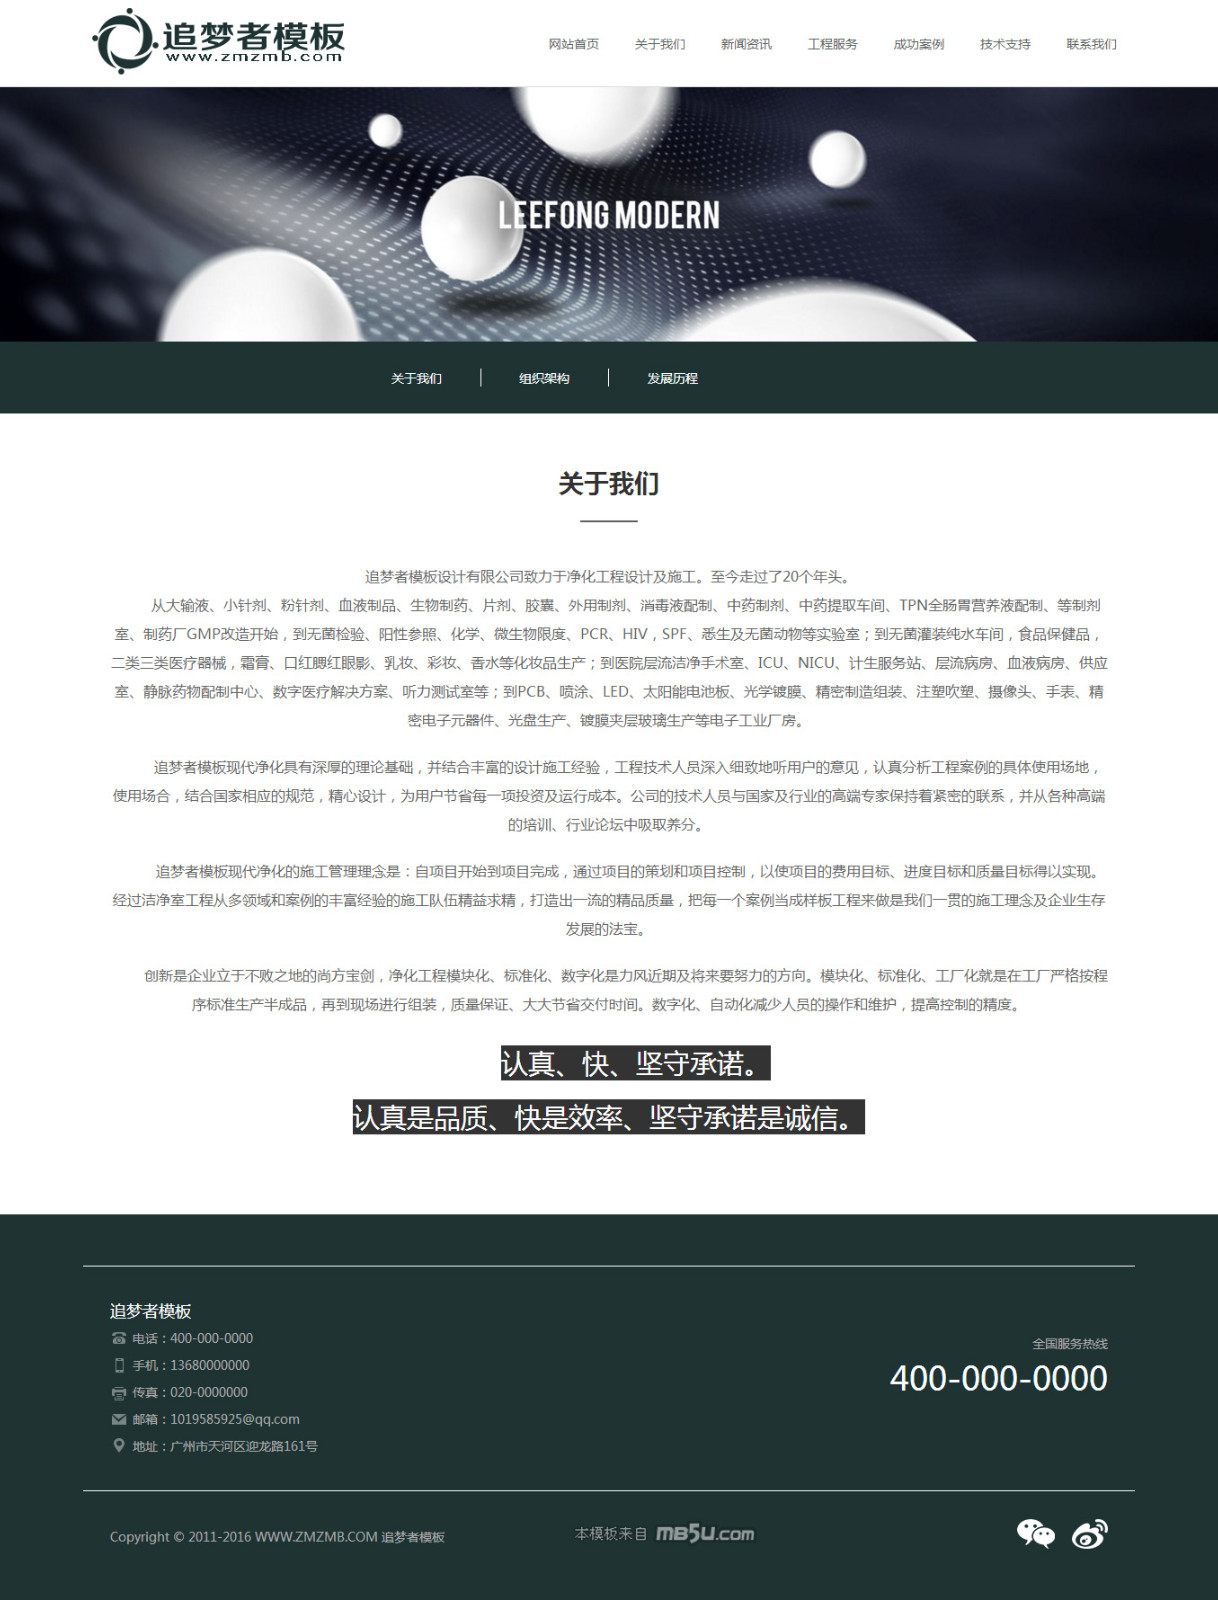 追梦者模板
www.zmzmb.com
网站首页 关于我们 新闻资讯 工程服务 成功案例 技术支持 联系我们
LEEFONG MODERN
关于我们 组织架构 发展历程
关于我们
追梦者模板设计有限公司致力于净化工程设计及施工。至今走过了20个年头。
从大输液、小针剂、粉针剂、血液制品、生物制药、片剂、胶囊、外用制剂、消毒液配制、中药制剂、中药提取车间、TPN全肠胃营养液配制、等制剂
室、制药厂GMP改造开始，到无菌检验、阳性参照、化学、微生物限度、PCR、HIV，SPF、悉生及无菌动物等实验室；到无菌灌装纯水车间，食品保健品，
二类三类医疗器械，霜膏、口红腮红眼影、乳妆、彩妆、香水等化妆品生产；到医院层流洁净手术室、ICU、NICU、计生服务站、层流病房、血液病房、供应
室、静脉药物配制中心、数字医疗解决方案、听力测试室等；到PCB、喷涂、LED、太阳能电池板、光学镀膜、精密制造组装、注塑吹塑、摄像头、手表、精
密电子元器件、光盘生产、镀膜夹层玻璃生产等电子工业厂房。
追梦者模板现代净化具有深厚的理论基础，并结合丰富的设计施工经验，工程技术人员深入细致地听用户的意见，认真分析工程案例的具体使用场地，
使用场合，结合国家相应的规范，精心设计，为用户节省每一项投资及运行成本。公司的技术人员与国家及行业的高端专家保持着紧密的联系，并从各种高端
的培训、行业论坛中吸取养分。
追梦者模板现代净化的施工管理理念是：自项目开始到项目完成，通过项目的策划和项目控制，以使项目的费用目标、进度目标和质量目标得以实现。
经过洁净室工程从多领域和案例的丰富经验的施工队伍精益求精，打造出一流的精品质量，把每一个案例当成样板工程来做是我们一贯的施工理念及企业生存
发展的法宝。
创新是企业立于不败之地的尚方宝剑，净化工程模块化、标准化、数字化是力风近期及将来要努力的方向。模块化、标准化、工厂化就是在工厂严格按程
序标准生产半成品，再到现场进行组装，质量保证、大大节省交付时间。数字化、自动化减少人员的操作和维护，提高控制的精度。
认真、快、坚守承诺。
认真是品质、快是效率、坚守承诺是诚信。
追梦者模板
电话：400-000-0000
手机：13680000000
传真：020-0000000
邮箱：1019585925@qq.com
地址：广州市天河区迎龙路161号
全国服务热线
400-000-0000
Copyright © 2011-2016 WWW.ZMZMB.COM 追梦者模板
本模板来自 MB5U.com